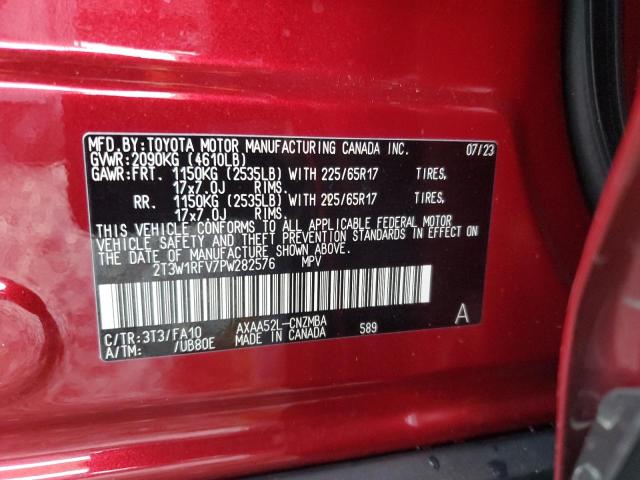 MFD.BY:TOYOTA MOTOR MANUFACTURING CANADA INC. 07/23
GVWR:2090KG (4610LB)
GAWR:FRT. 1150KG (2535LB) WITH 225/65R17 TIRES.
17x7.0J RIMS.
RR. 1150KG (2535LB) WITH 225/65R17 TIRES.
17x7.0J RIMS.
THIS VEHICLE CONFORMS TO ALL APPLICABLE FEDERAL MOTOR
VEHICLE SAFETY AND THEFT PREVENTION STANDARDS IN EFFECT ON
THE DATE OF MANUFACTURE SHOWN ABOVE.
2T3W1RFV7PW282576 MPV
A
C/TR:3T3/FA10 AXAA52L-CNZMBA 589
A/TM: /UB80E MADE IN CANADA